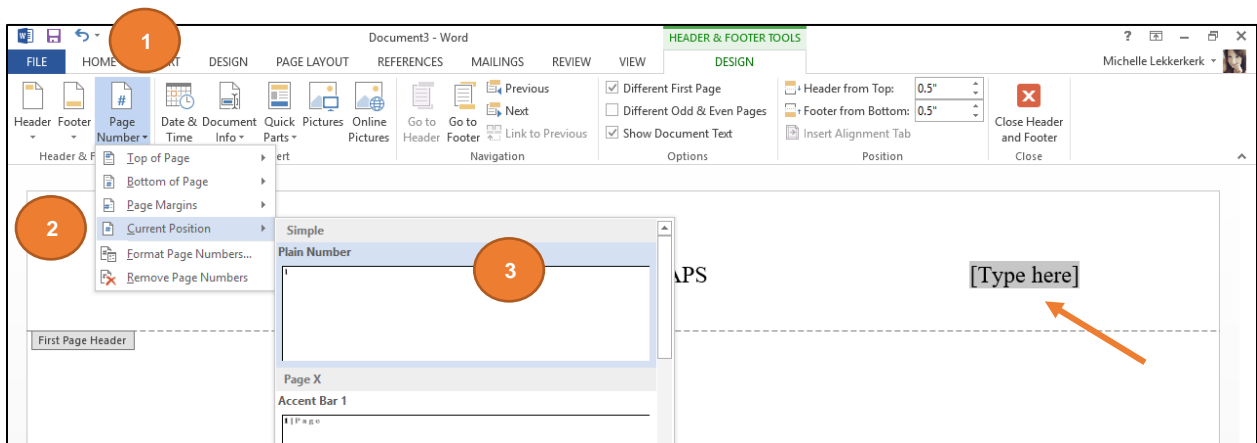 Document3 - Word
HEADER & FOOTER TOOLS
?
1
FILE
DESIGN
PAGE LAYOUT
REFERENCES
MAILINGS
REVIEW
VIEW
DESIGN
Michelle Lekkerkerk
Header
Footer
Page Number
Date & Time
Document Info
Quick Parts
Pictures
Online Pictures
Go to Header
Go to Footer
Previous
Next
Link to Previous
Different First Page
Different Odd & Even Pages
Show Document Text
Header from Top: 0.5"
Footer from Bottom: 0.5"
Insert Alignment Tab
Close Header and Footer
Navigation
Options
Position
Close
Top of Page
Bottom of Page
Page Margins
Current Position
Format Page Numbers...
Remove Page Numbers
2
Simple
Plain Number
1
3
[Type here]
First Page Header
Page X
Accent Bar 1
1 | Page